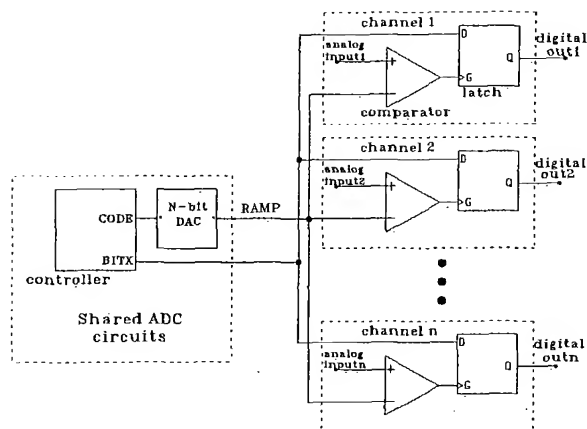 channel 1
analog
input1
+
−
comparator
D
Q
G
latch
digital
out1
channel 2
analog
input2
+
−
D
Q
G
digital
out2
CODE
N-bit
DAC
RAMP
BITX
controller
Shared ADC
circuits
channel n
analog
inputn
+
−
D
Q
G
digital
outn